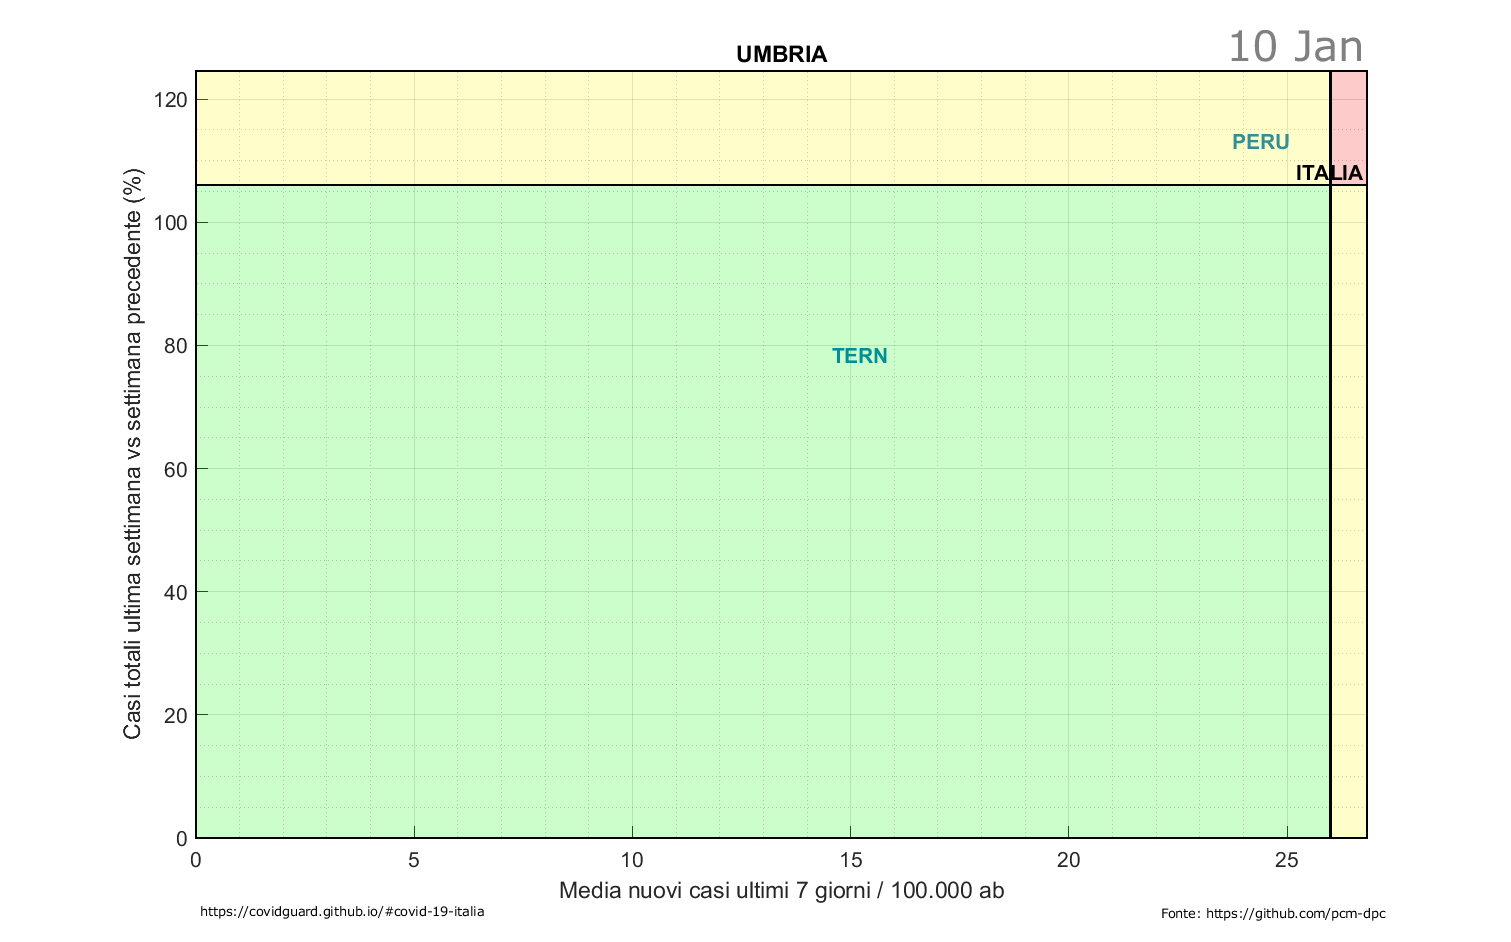 10 Jan
UMBRIA
120
100
80
60
40
20
0
Casi totali ultima settimana vs settimana precedente (%)
PERU
ITALIA
TERN
0 5 10 15 20 25
Media nuovi casi ultimi 7 giorni / 100.000 ab
https://covidguard.github.io/#covid-19-italia
Fonte: https://github.com/pcm-dpc